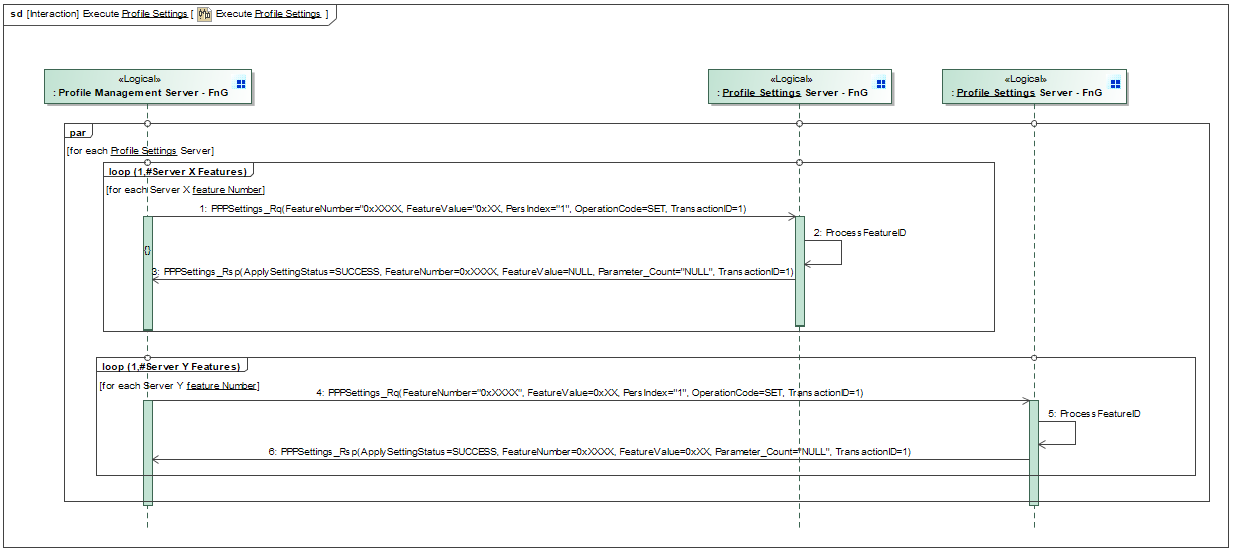 sd [Interaction] Execute Profile Settings [ Execute Profile Settings ]
«Logical»
: Profile Management Server - FnG
«Logical»
: Profile Settings Server - FnG
«Logical»
: Profile Settings Server - FnG
par
[for each Profile Settings Server]
loop (1,#Server X Features)
[for each Server X feature Number]
1: PPPSettings_Rq(FeatureNumber="0xXXXX, FeatureValue="0xXX, PersIndex="1", OperationCode=SET, TransactionID=1)
2: ProcessFeatureID
{}
3: PPPSettings_Rsp(ApplySettingStatus=SUCCESS, FeatureNumber=0xXXXX, FeatureValue=NULL, Parameter_Count="NULL", TransactionID=1)
loop (1,#Server Y Features)
[for each Server Y feature Number]
4: PPPSettings_Rq(FeatureNumber="0xXXXX", FeatureValue=0xXX, PersIndex="1", OperationCode=SET, TransactionID=1)
5: ProcessFeatureID
6: PPPSettings_Rsp(ApplySettingStatus=SUCCESS, FeatureNumber=0xXXXX, FeatureValue=0xXX, Parameter_Count="NULL", TransactionID=1)